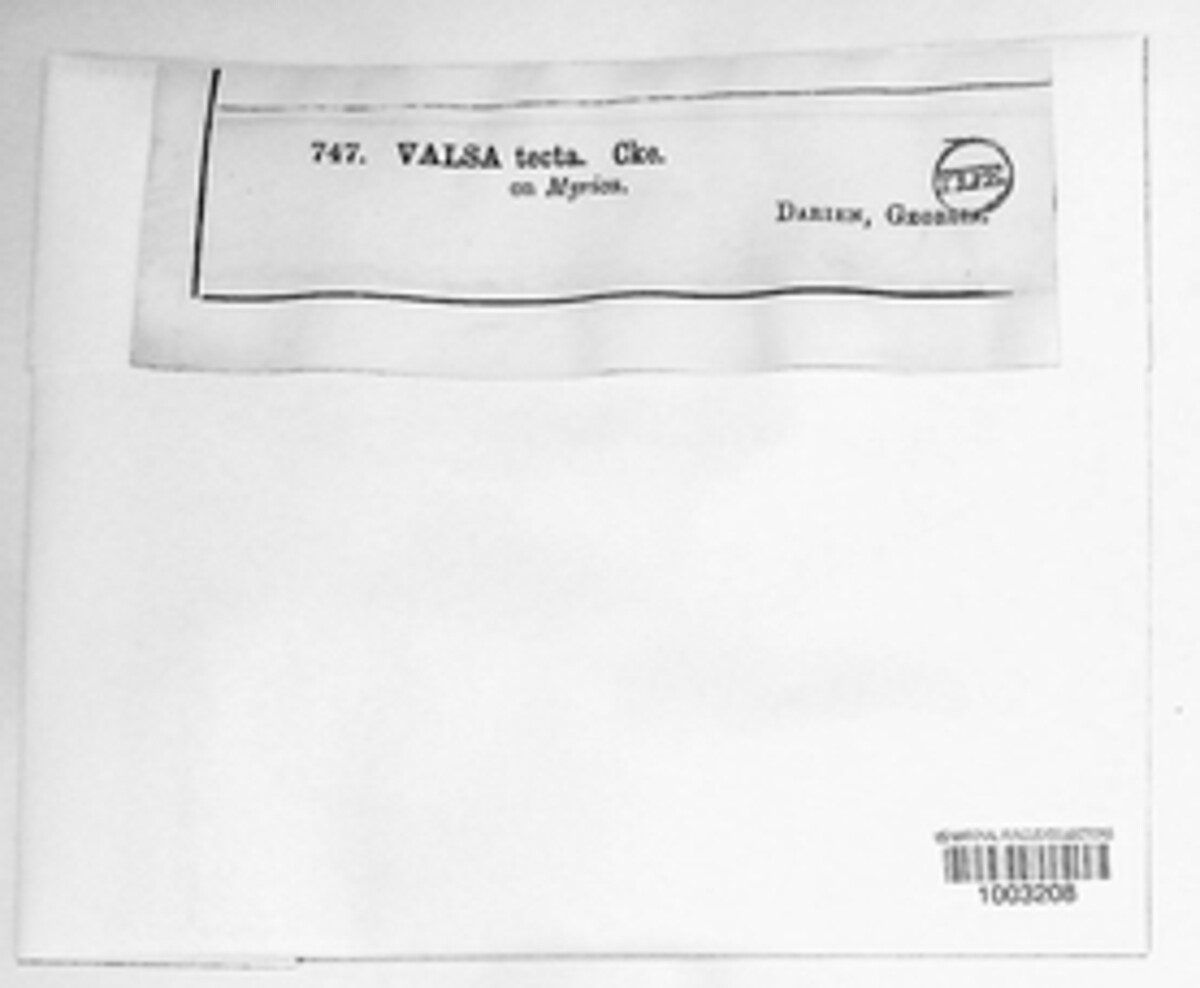 747. VALSA tecta. Cke.
on Myrica.
TYPE.
DARIEN, GEORGIA.
1003208